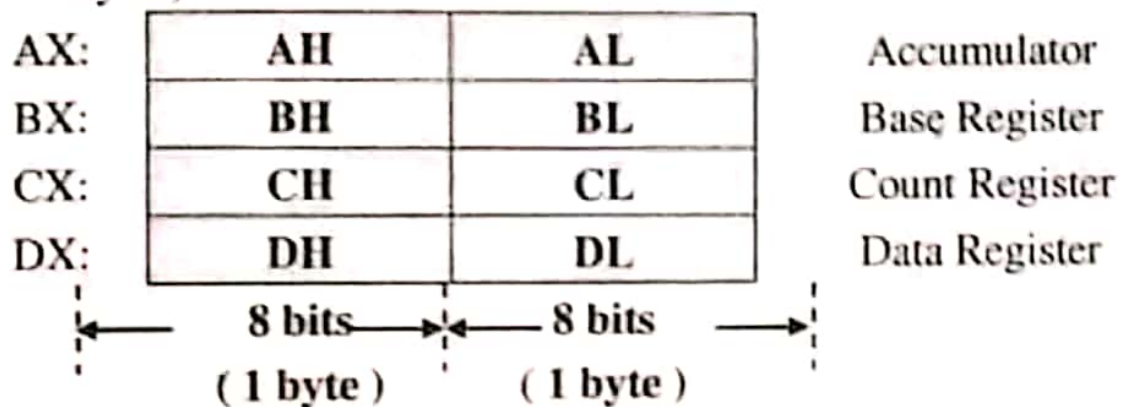 AX: AH AL Accumulator
BX: BH BL Base Register
CX: CH CL Count Register
DX: DH DL Data Register
8 bits 8 bits
( 1 byte ) ( 1 byte )